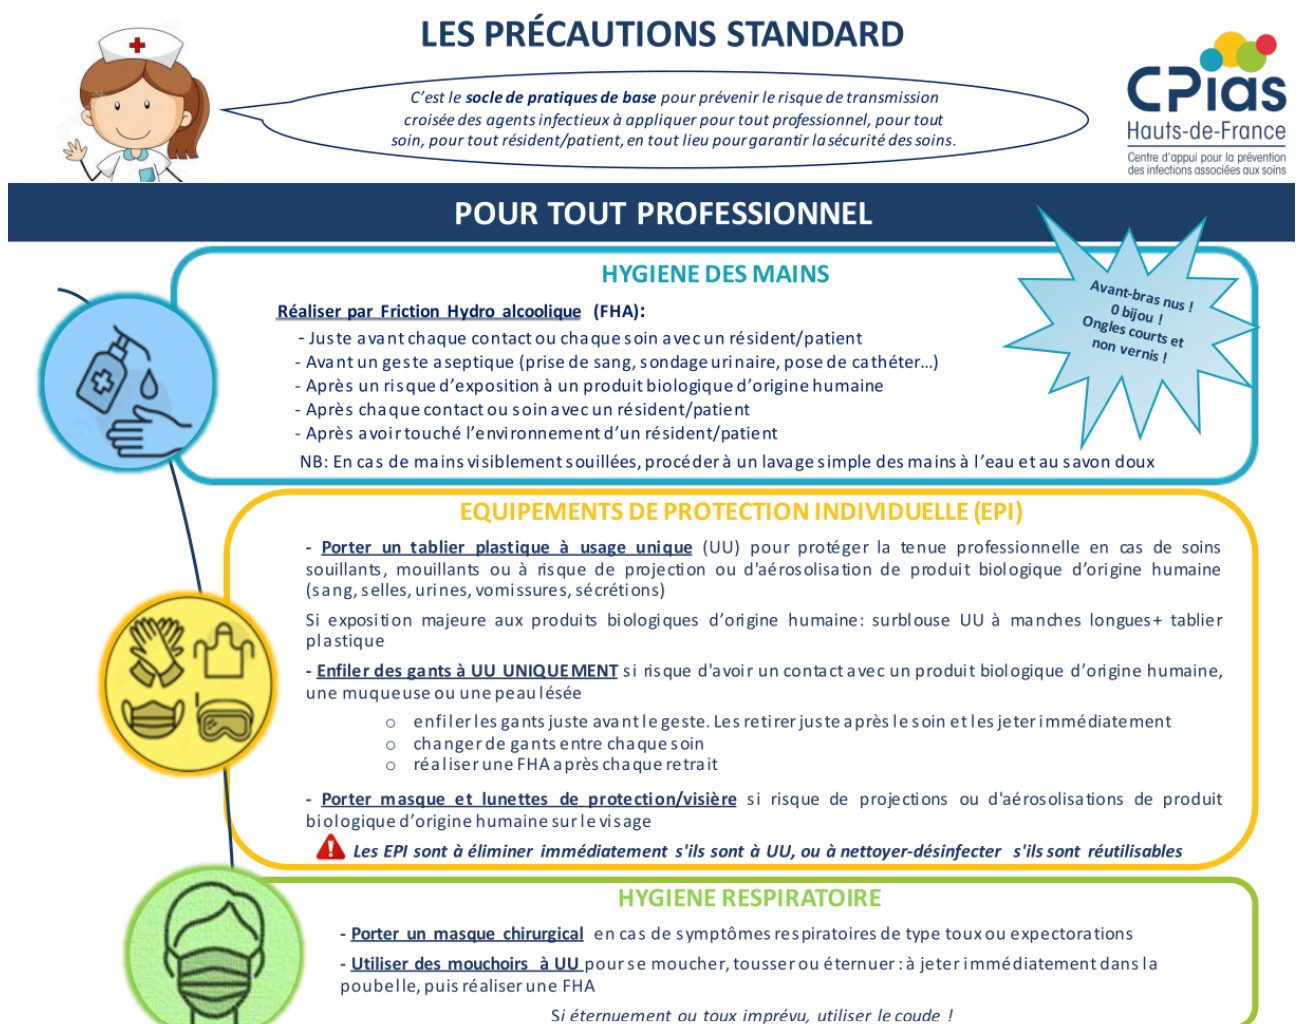 LES PRÉCAUTIONS STANDARD
C'est le socle de pratiques de base pour prévenir le risque de transmission
croisée des agents infectieux à appliquer pour tout professionnel, pour tout
soin, pour tout résident/patient, en tout lieu pour garantir la sécurité des soins.
CPias
Hauts-de-France
Centre d'appui pour la prévention
des infections associées aux soins
POUR TOUT PROFESSIONNEL
HYGIENE DES MAINS
Avant-bras nus !
0 bijou !
Ongles courts et
non vernis !
Réaliser par Friction Hydro alcoolique (FHA):
- Juste avant chaque contact ou chaque soin avec un résident/patient
- Avant un geste aseptique (prise de sang, sondage urinaire, pose de cathéter…)
- Après un risque d'exposition à un produit biologique d'origine humaine
- Après chaque contact ou soin avec un résident/patient
- Après avoir touché l'environnement d'un résident/patient
NB: En cas de mains visiblement souillées, procéder à un lavage simple des mains à l'eau et au savon doux
EQUIPEMENTS DE PROTECTION INDIVIDUELLE (EPI)
- Porter un tablier plastique à usage unique (UU) pour protéger la tenue professionnelle en cas de soins
souillants, mouillants ou à risque de projection ou d'aérosolisation de produit biologique d'origine humaine
(sang, selles, urines, vomissures, sécrétions)
Si exposition majeure aux produits biologiques d'origine humaine: surblouse UU à manches longues+ tablier
plastique
- Enfiler des gants à UU UNIQUEMENT si risque d'avoir un contact avec un produit biologique d'origine humaine,
une muqueuse ou une peau lésée
o enfiler les gants juste avant le geste. Les retirer juste après le soin et les jeter immédiatement
o changer de gants entre chaque soin
o réaliser une FHA après chaque retrait
- Porter masque et lunettes de protection/visière si risque de projections ou d'aérosolisations de produit
biologique d'origine humaine sur le visage
Les EPI sont à éliminer immédiatement s'ils sont à UU, ou à nettoyer-désinfecter s'ils sont réutilisables
HYGIENE RESPIRATOIRE
- Porter un masque chirurgical en cas de symptômes respiratoires de type toux ou expectorations
- Utiliser des mouchoirs à UU pour se moucher, tousser ou éternuer : à jeter immédiatement dans la
poubelle, puis réaliser une FHA
Si éternuement ou toux imprévu, utiliser le coude !